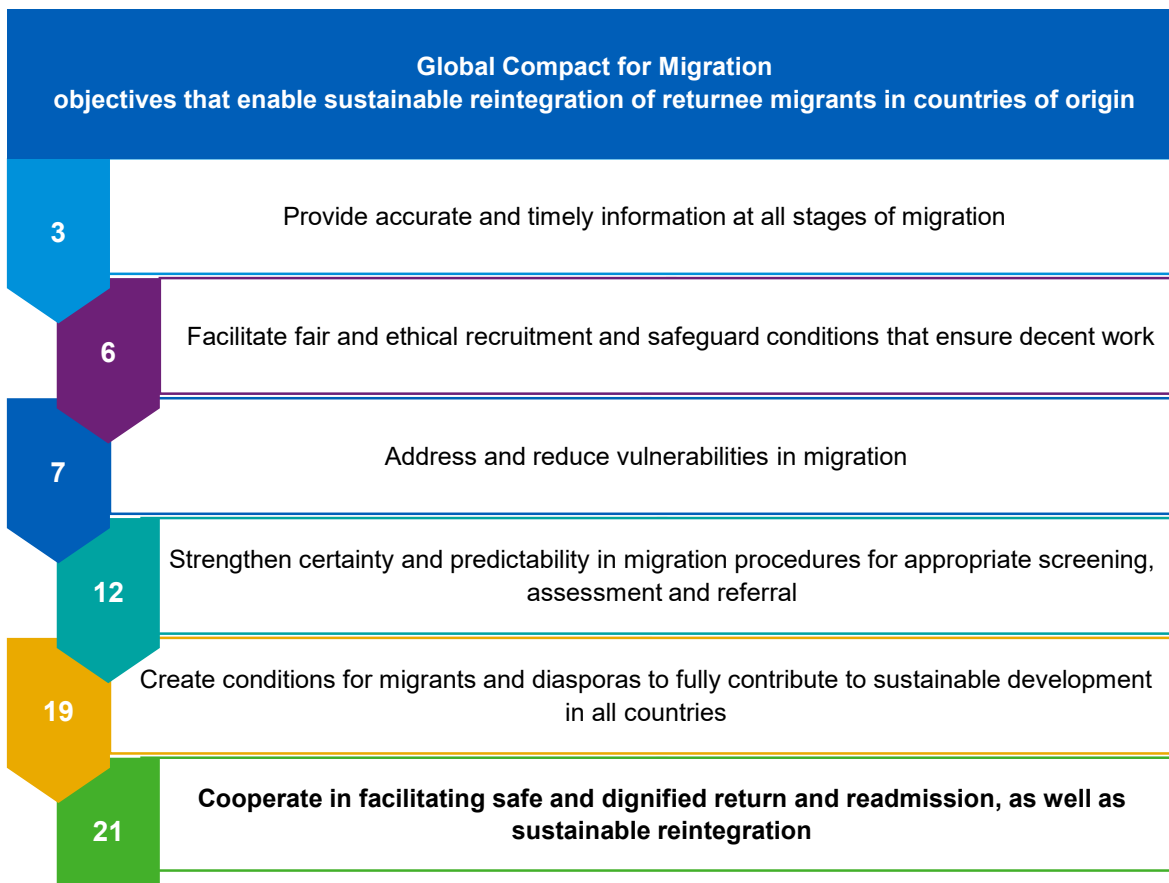 Global Compact for Migration
objectives that enable sustainable reintegration of returnee migrants in countries of origin
3
Provide accurate and timely information at all stages of migration
6
Facilitate fair and ethical recruitment and safeguard conditions that ensure decent work
7
Address and reduce vulnerabilities in migration
12
Strengthen certainty and predictability in migration procedures for appropriate screening,
assessment and referral
19
Create conditions for migrants and diasporas to fully contribute to sustainable development
in all countries
21
Cooperate in facilitating safe and dignified return and readmission, as well as
sustainable reintegration